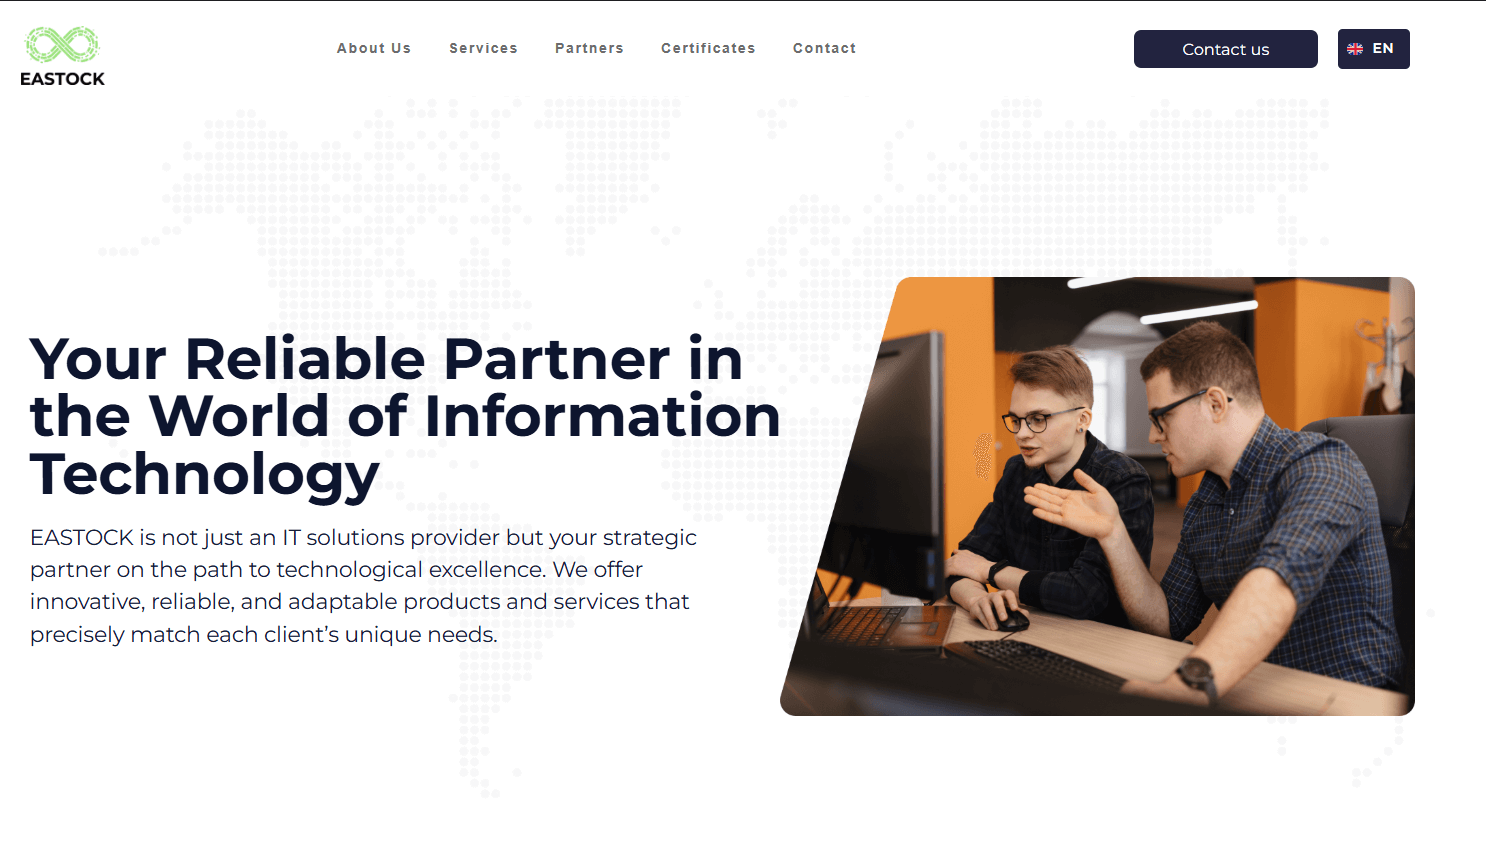 EASTOCK
About Us
Services
Partners
Certificates
Contact
Contact us
EN
Your Reliable Partner in
the World of Information
Technology
EASTOCK is not just an IT solutions provider but your strategic
partner on the path to technological excellence. We offer
innovative, reliable, and adaptable products and services that
precisely match each client’s unique needs.